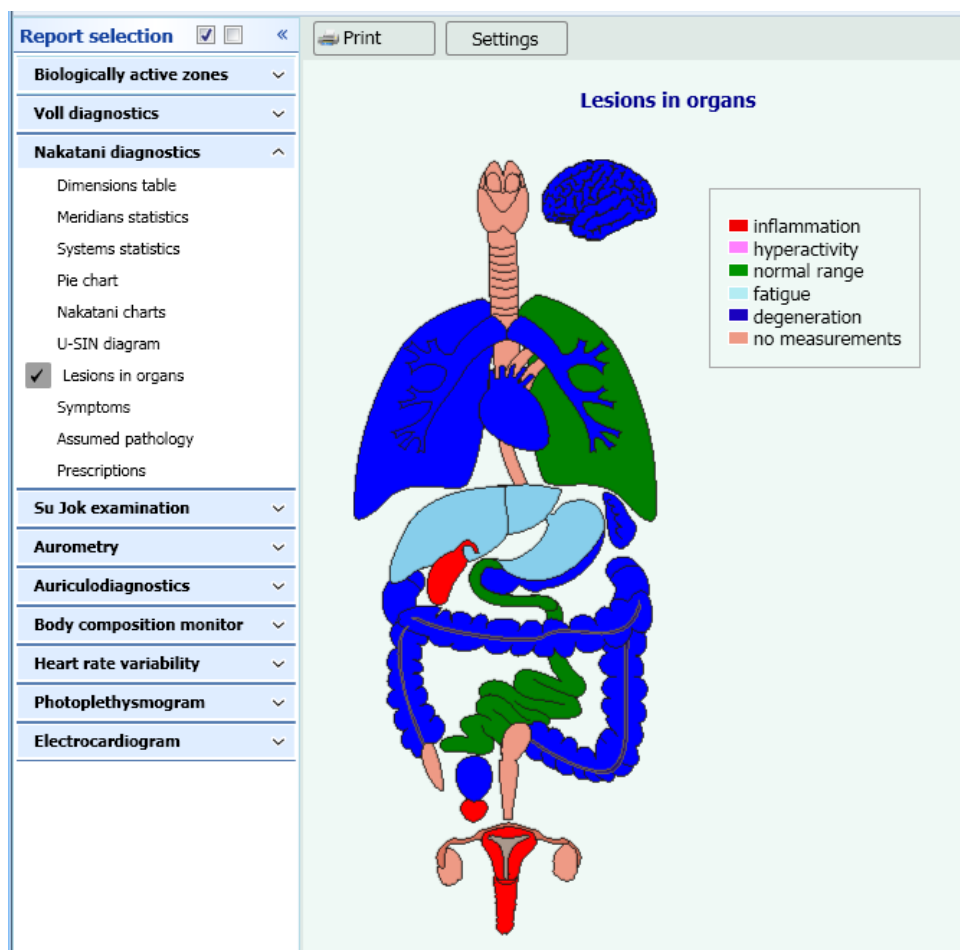 Report selection «
Print
Settings
Biologically active zones
Voll diagnostics
Nakatani diagnostics
Dimensions table
Meridians statistics
Systems statistics
Pie chart
Nakatani charts
U-SIN diagram
Lesions in organs
Symptoms
Assumed pathology
Prescriptions
Su Jok examination
Aurometry
Auriculodiagnostics
Body composition monitor
Heart rate variability
Photoplethysmogram
Electrocardiogram
Lesions in organs
inflammation
hyperactivity
normal range
fatigue
degeneration
no measurements